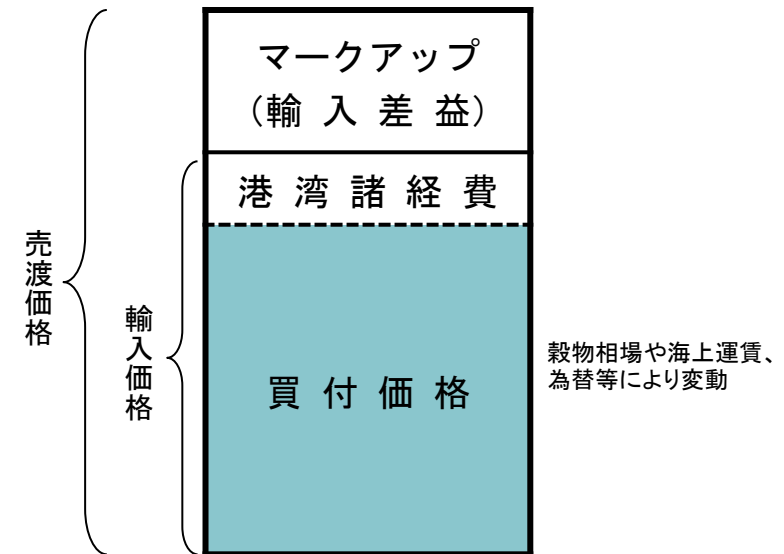 マークアップ
（輸入差益）
港湾諸経費
売渡価格
輸入価格
買付価格
穀物相場や海上運賃、
為替等により変動